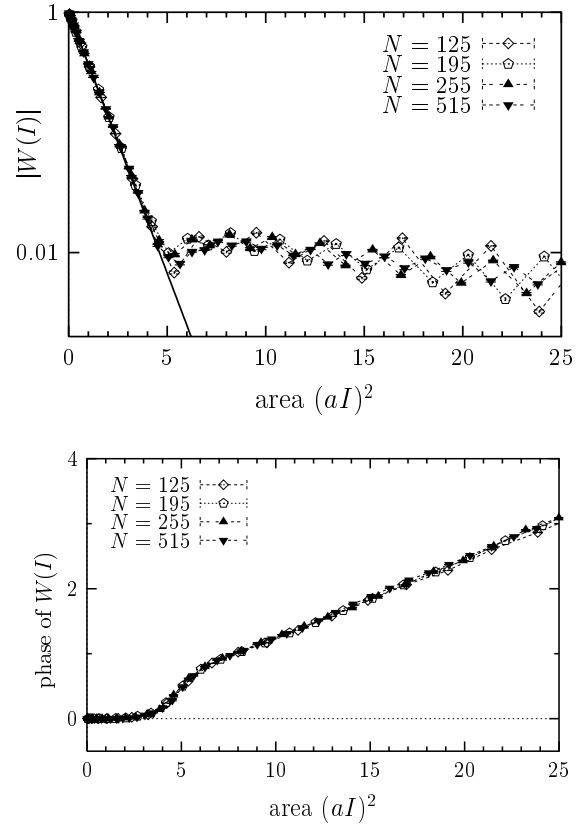 1
0.01
|W(I)|
N = 125
N = 195
N = 255
N = 515
0 5 10 15 20 25
area (aI)²
4
2
0
phase of W(I)
N = 125
N = 195
N = 255
N = 515
0 5 10 15 20 25
area (aI)²